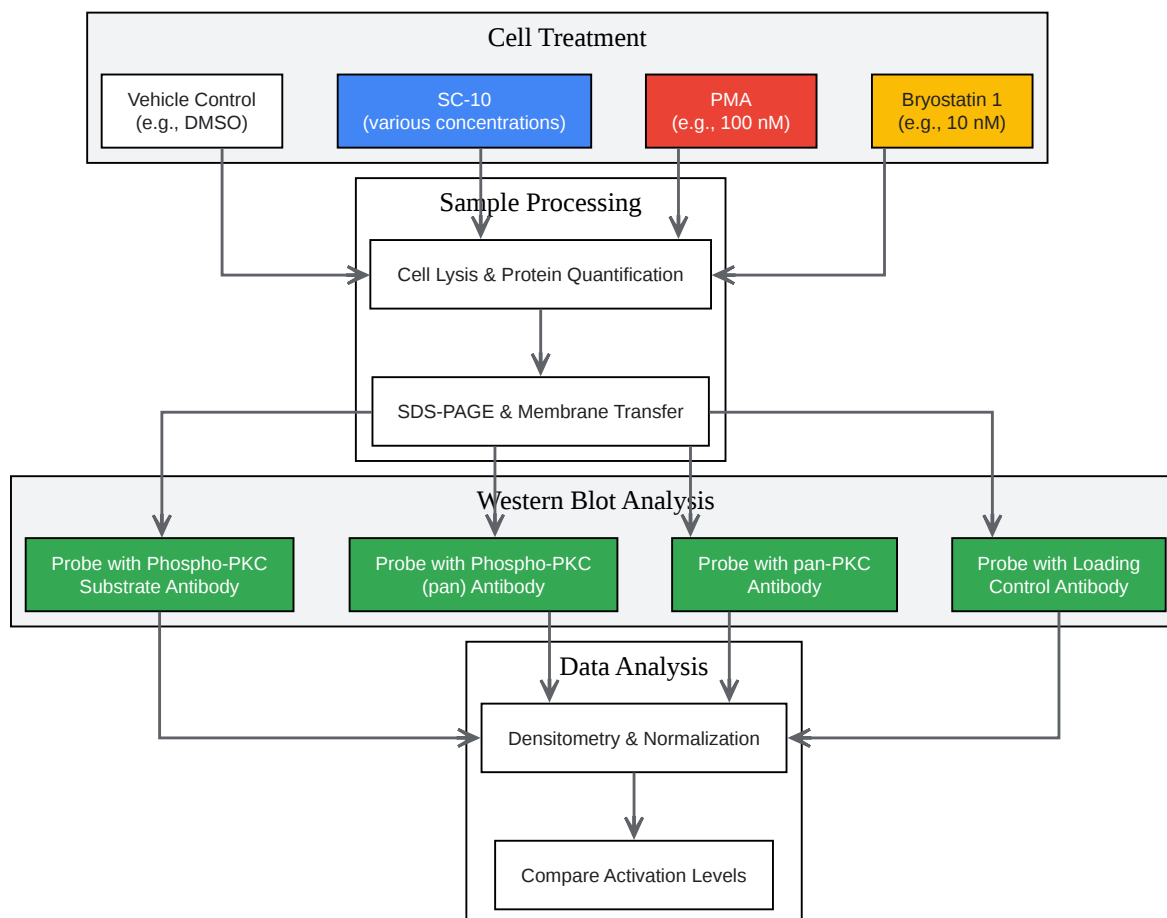 Cell Treatment
Vehicle Control
(e.g., DMSO)
SC-10
(various concentrations)
PMA
(e.g., 100 nM)
Bryostatin 1
(e.g., 10 nM)
Sample Processing
Cell Lysis & Protein Quantification
SDS-PAGE & Membrane Transfer
Western Blot Analysis
Probe with Phospho-PKC
Substrate Antibody
Probe with Phospho-PKC
(pan) Antibody
Probe with pan-PKC
Antibody
Probe with Loading
Control Antibody
Data Analysis
Densitometry & Normalization
Compare Activation Levels